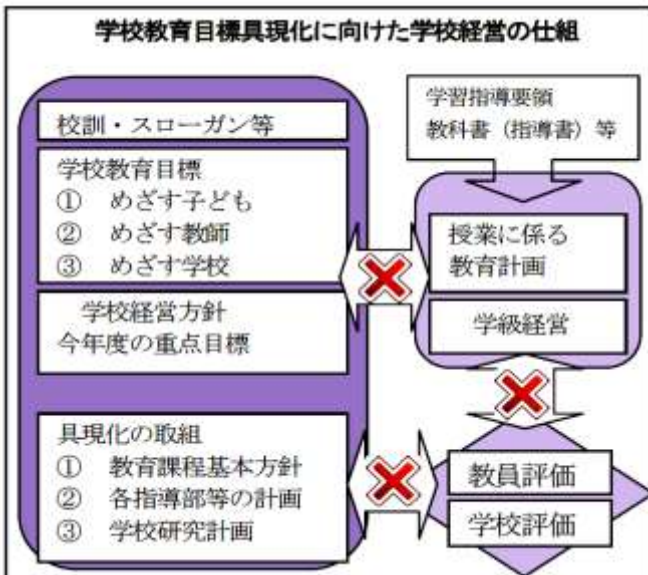 学校教育目標具現化に向けた学校経営の仕組
校訓・スローガン等
学校教育目標
① めざす子ども
② めざす教師
③ めざす学校
学校経営方針
今年度の重点目標
具現化の取組
① 教育課程基本方針
② 各指導部等の計画
③ 学校研究計画
学習指導要領
教科書（指導書）等
授業に係る
教育計画
学級経営
教員評価
学校評価